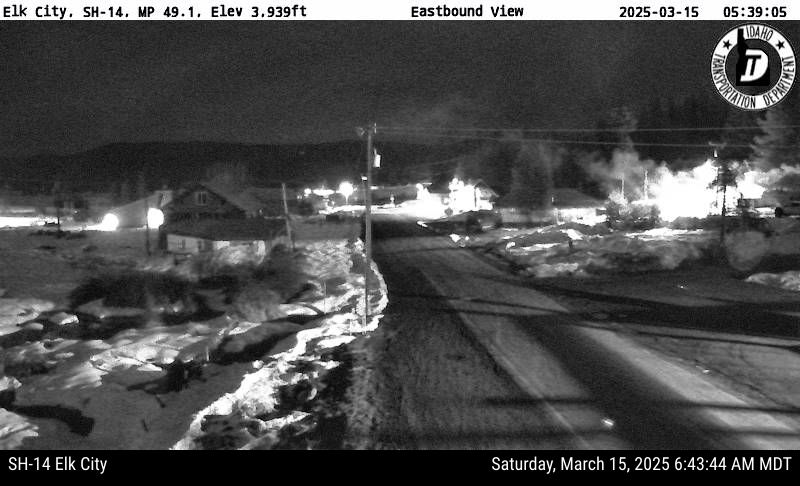 Elk City, SH-14, MP 49.1, Elev 3,939ft Eastbound View 2025-03-15 05:39:05
IDAHO
TRANSPORTATION DEPARTMENT
SH-14 Elk City Saturday, March 15, 2025 6:43:44 AM MDT